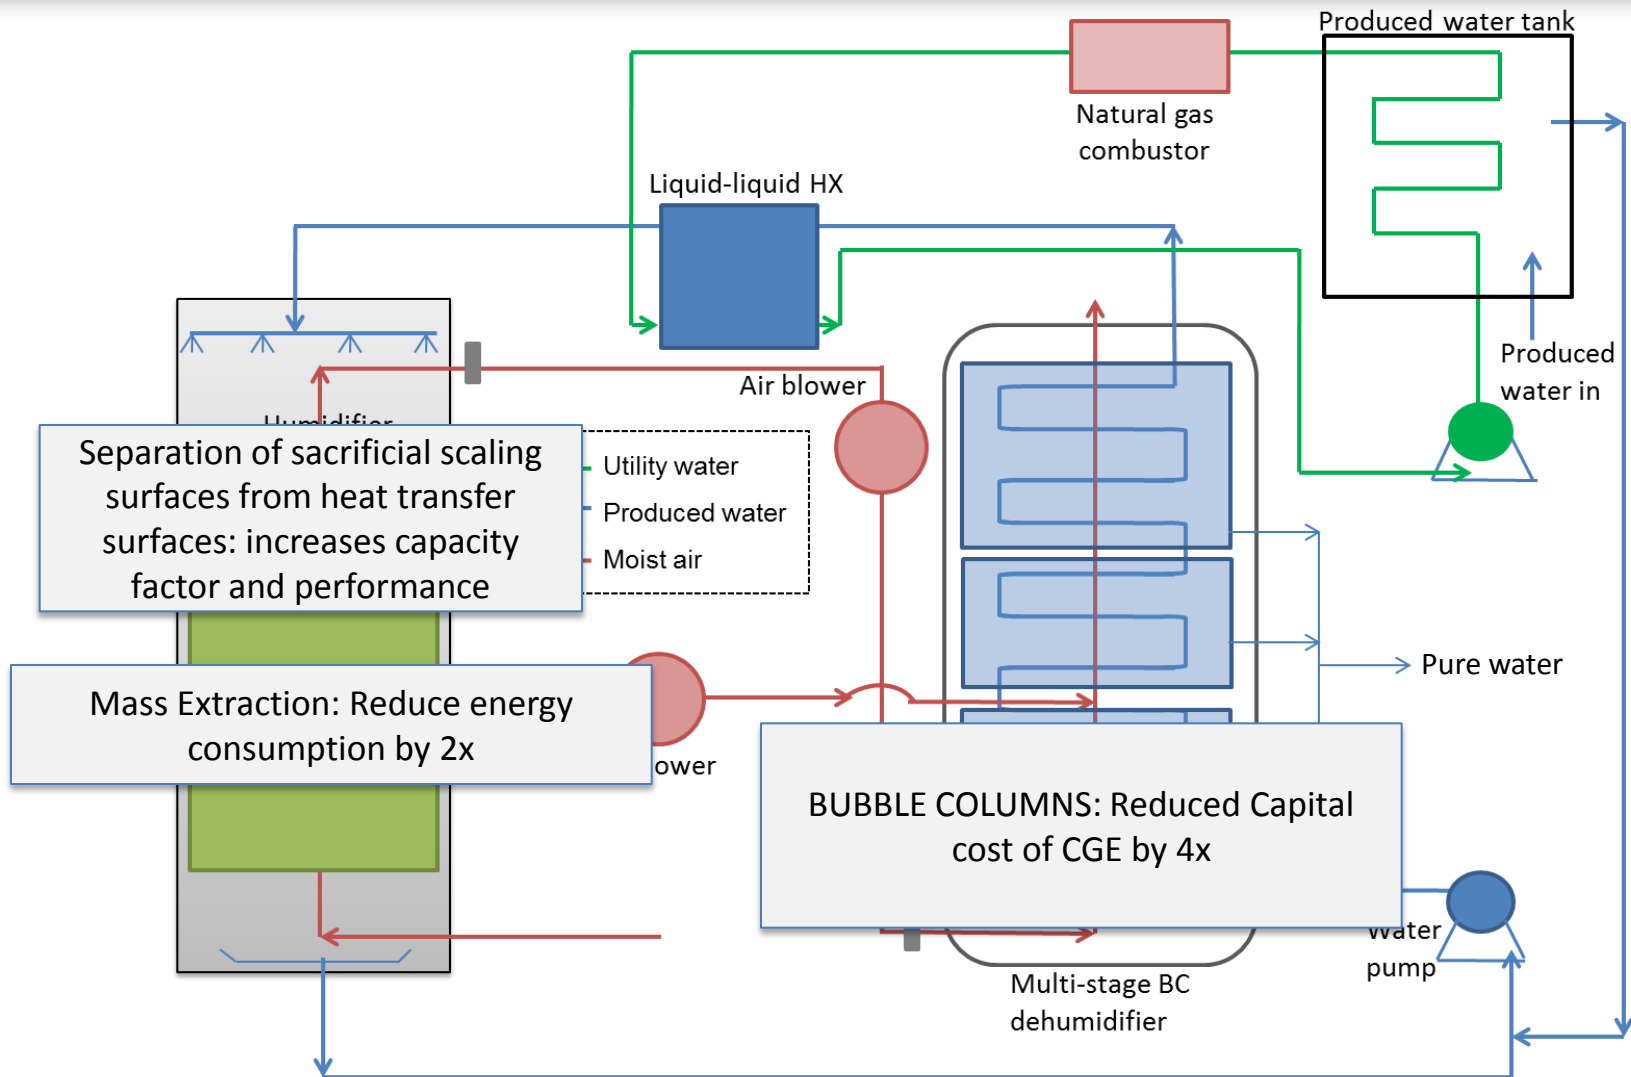 Produced water tank
Natural gas
combustor
Liquid-liquid HX
Produced
water in
Air blower
Humidifier
Separation of sacrificial scaling
surfaces from heat transfer
surfaces: increases capacity
factor and performance
Utility water
Produced water
Moist air
Pure water
Mass Extraction: Reduce energy
consumption by 2x
ower
BUBBLE COLUMNS: Reduced Capital
cost of CGE by 4x
Water
pump
Multi-stage BC
dehumidifier